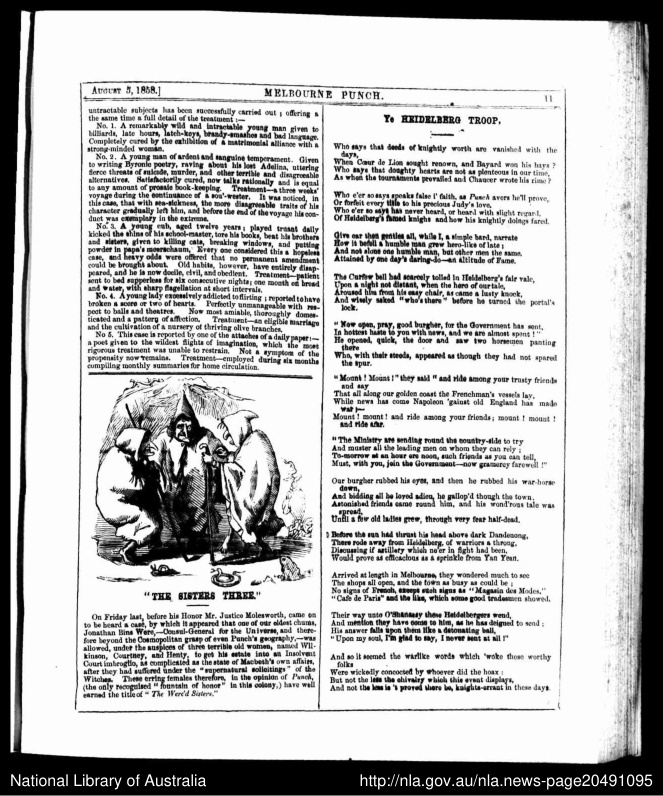 AUGUST 5, 1858.]
MELBOURNE PUNCH.
11
untractable subjects has been successfully carried out; offering a
the same time a full detail of the treatment:—
No. 1. A remarkably wild and intractable young man given to
billiards, late hours, latch-keys, brandy-smashes and bad language.
Completely cured by the exhibition of a matrimonial alliance with a
strong-minded woman.
No. 2. A young man of ardent and sanguine temperament. Given
to writing Byronic poetry, raving about his lost Adelina, uttering
fierce threats of suicide, murder, and other terrible and disagreeable
alternatives. Satisfactorily cured, now talks rationally and is equal
to any amount of prosaic book-keeping. Treatment—a three weeks'
voyage during the continuance of a sou'-wester. It was noticed, in
this case, that with sea-sickness, the more disagreeable traits of his
character gradually left him, and before the end of the voyage his con-
duct was exemplary in the extreme.
No. 3. A young cub, aged twelve years; played truant daily
kicked the shins of his school-master, tore his books, beat his brothers
and sisters, given to killing cats, breaking windows, and putting
powder in papa's meerschaum. Every one considered this a hopeless
case, and heavy odds were offered that no permanent amendment
could be brought about. Old habits, however, have entirely disap-
peared, and he is now docile, civil, and obedient. Treatment—patient
sent to bed supperless for six consecutive nights; one month on bread
and water, with sharp flagellation at short intervals.
No. 4. A young lady excessively addicted to flirting; reported to have
broken a score or two of hearts. Perfectly unmanageable with res-
pect to balls and theatres. Now most amiable, thoroughly domes-
ticated and a pattern of affection. Treatment—an eligible marriage
and the cultivation of a nursery of thriving olive branches.
No 5. This case is reported by one of the attaches of a daily paper:—
a poet given to the wildest flights of imagination, which the most
rigorous treatment was unable to restrain. Not a symptom of the
propensity now remains. Treatment—employed during six months
compiling monthly summaries for home circulation.
"THE SISTERS THREE."
On Friday last, before his Honor Mr. Justice Molesworth, came on
to be heard a case, by which it appeared that one of our oldest chums,
Jonathan Binn Were,—Consul-General for the Universe, and there-
fore beyond the Cosmopolitan grasp of even Punch's geography,—was
allowed, under the auspices of three terrible old women, named Wil-
kinson, Courtney, and Henty, to get his estate into an Insolvent
Court imbroglio, as complicated as the state of Macbeth's own affairs,
after they had suffered under the "supernatural solicitings" of the
Witches. These erring females therefore, in the opinion of Punch,
(the only recognised "fountain of honor" in this colony,) have well
earned the title of "The Werc'd Sisters."
Ye HEIDELBERG TROOP.
Who says that deeds of knightly worth are vanished with the
days,
When Cœur de Lion sought renown, and Bayard won his bays?
Who says that doughty hearts are not as plenteous in our time,
As when the tournaments prevailed and Chaucer wrote his rime?
Who e'er so says speaks false i' faith, as Punch avers he'll prove,
Or forfeit every title to his precious Judy's love,
Who e'er so says has never heard, or heard with slight regard,
Of Heidelberg's famed knight and how his knightly doings fared.
Give ear then gentles all, while I, a simple bard, narrate
How it befell a humble man grew hero-like of late;
And not alone one humble man, but other men the same.
Attained by one day's daring-do—an altitude of Fame.
The Curfew bell had scarcely tolled in Heidelberg's fair vale,
Upon a night not distant, when the hero of our tale,
Aroused him from his easy chair, as came a lusty knock,
And wisely asked "who's there" before he turned the portal's
lock.
"Now open, pray, good burgher, for the Government has sent,
In hottest haste to you with news, and we are almost spent!"
He opened, quick, the door and saw two horsemen panting
there
Who, with their steeds, appeared as though they had not spared
the spur.
"Mount! Mount!" they said "and ride among your trusty friends
and say
That all along our golden coast the Frenchman's vessels lay,
While news has come Napoleon 'gainst old England has made
war;—
Mount! mount! and ride among your friends; mount! mount!
and ride afar.
"The Ministry are sending round the country-side to try
And muster all the leading men on whom they can rely;
To-morrow at an hour ere noon, such friends as you can tell,
Must, with you, join the Government—now gramercy farewell!"
Our burgher rubbed his eyes, and then he rubbed his war-horse
down,
And bidding all he loved adieu, he gallop'd though the town,
Astonished friends came round him, and his wond'rous tale was
spread,
Until a few old ladies grew, through very fear half-dead.
Before the sun had thrust his head above dark Dandenong,
There rode away from Heidelberg, of warriors a throng,
Discussing if artillery which ne'er in fight had been,
Would prove as efficacious as a sprinkle from Yan Yean.
Arrived at length in Melbourne, they wondered much to see
The shops all open, and the town as busy as could be;
No signs of French, except such signs as "Magasin des Modes,"
"Cafe de Paris" and the like, which some good tradesmen showed.
Their way unto O'Shanassy these Heidelbergers wend,
And mention they have come to him, as he has deigned to send;
His answer falls upon them like a detonating ball,
"Upon my soul, I'm glad to say, I never sent at all!"
And so it seemed the warlike words which 'woke these worthy
folks
Were wickedly concocted by whoever did the hoax:
But not the less the chivalry which this event displays,
And not the less is 't proved there be, knights-errant in these days.
National Library of Australia
http://nla.gov.au/nla.news-page20491095